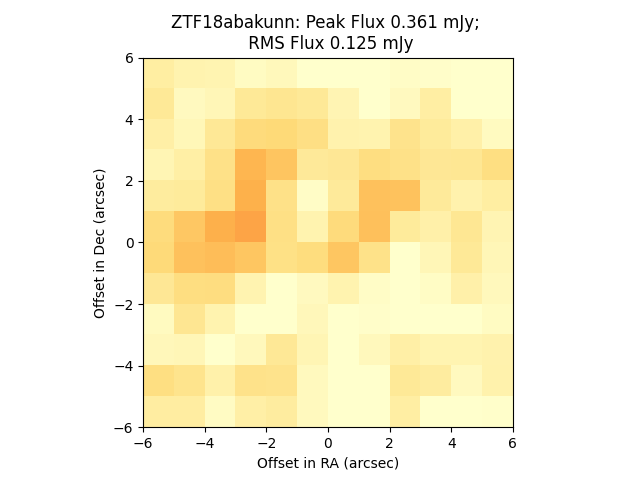 ZTF18abakunn: Peak Flux 0.361 mJy;
RMS Flux 0.125 mJy
6
4
2
0
−2
−4
−6
Offset in Dec (arcsec)
−6 −4 −2 0 2 4 6
Offset in RA (arcsec)